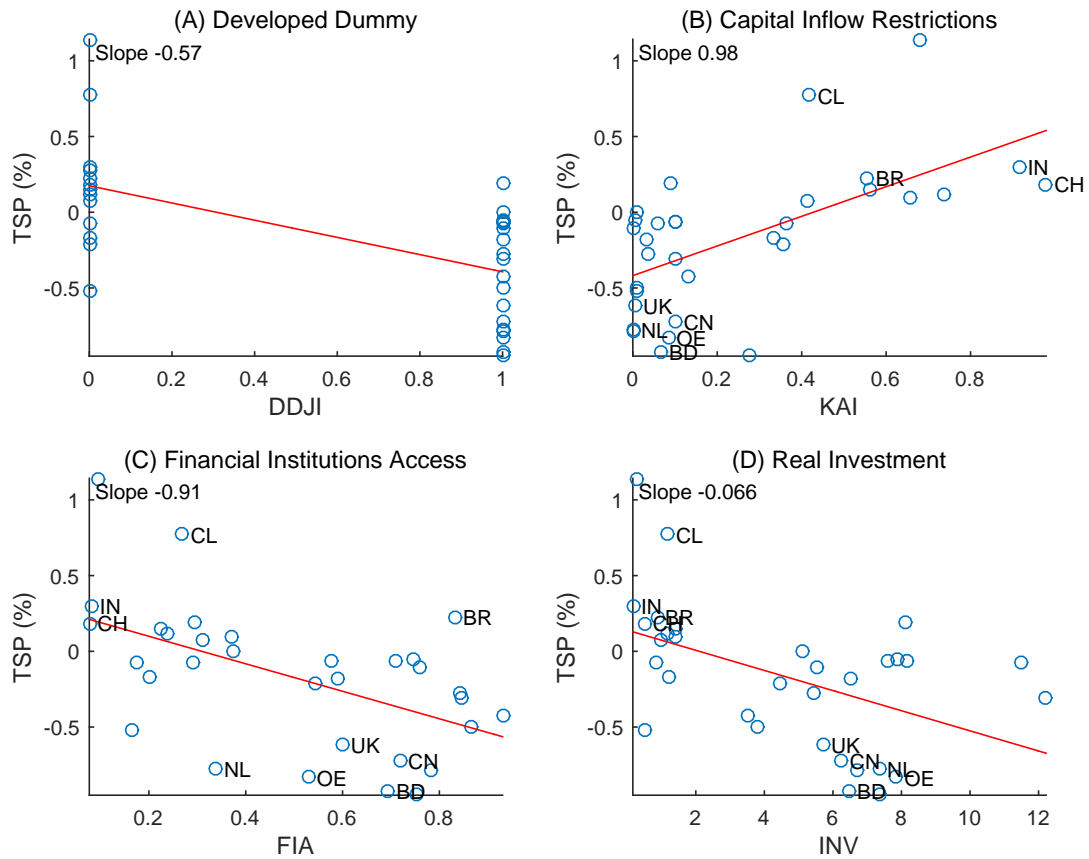 (A) Developed Dummy
Slope -0.57
TSP (%)
1
0.5
0
-0.5
0
0.2
0.4
0.6
0.8
1
DDJI
(B) Capital Inflow Restrictions
Slope 0.98
TSP (%)
1
0.5
0
-0.5
CL
BR
IN
CH
UK
CN
NL
OE
BD
0
0.2
0.4
0.6
0.8
KAI
(C) Financial Institutions Access
Slope -0.91
TSP (%)
1
0.5
0
-0.5
CL
IN
CH
BR
UK
CN
NL
OE
BD
0.2
0.4
0.6
0.8
FIA
(D) Real Investment
Slope -0.066
TSP (%)
1
0.5
0
-0.5
CL
IN
BR
CH
UK
CN
NL
OE
BD
2
4
6
8
10
12
INV